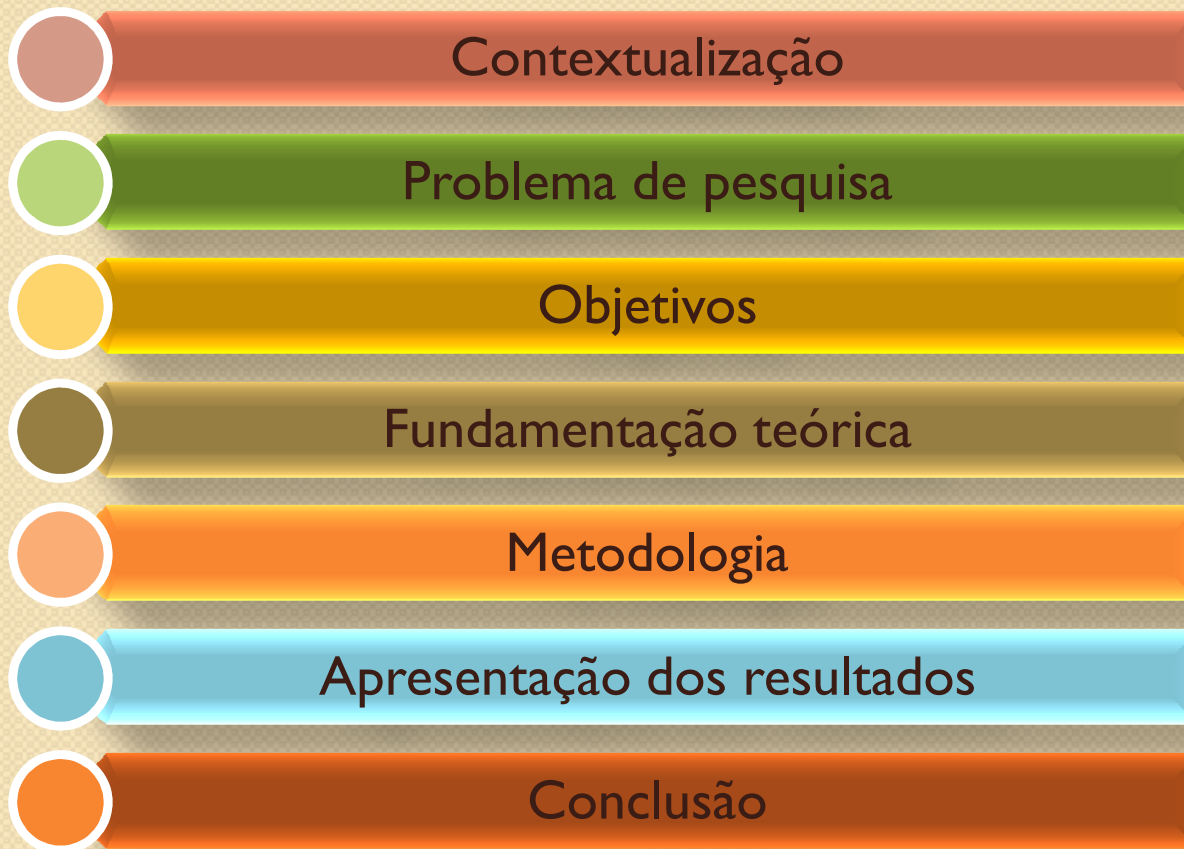 Contextualização
Problema de pesquisa
Objetivos
Fundamentação teórica
Metodologia
Apresentação dos resultados
Conclusão